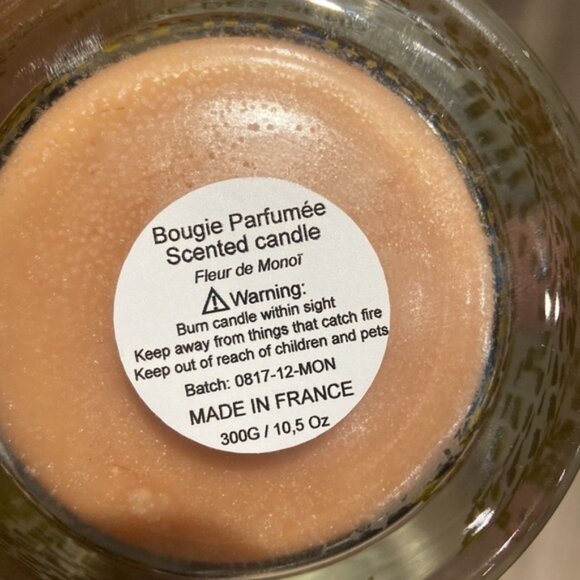 Bougie Parfumée
Scented candle
Fleur de Monoï
Warning:
Burn candle within sight
Keep away from things that catch fire
Keep out of reach of children and pets
Batch: 0817-12-MON
MADE IN FRANCE
300G / 10,5 Oz